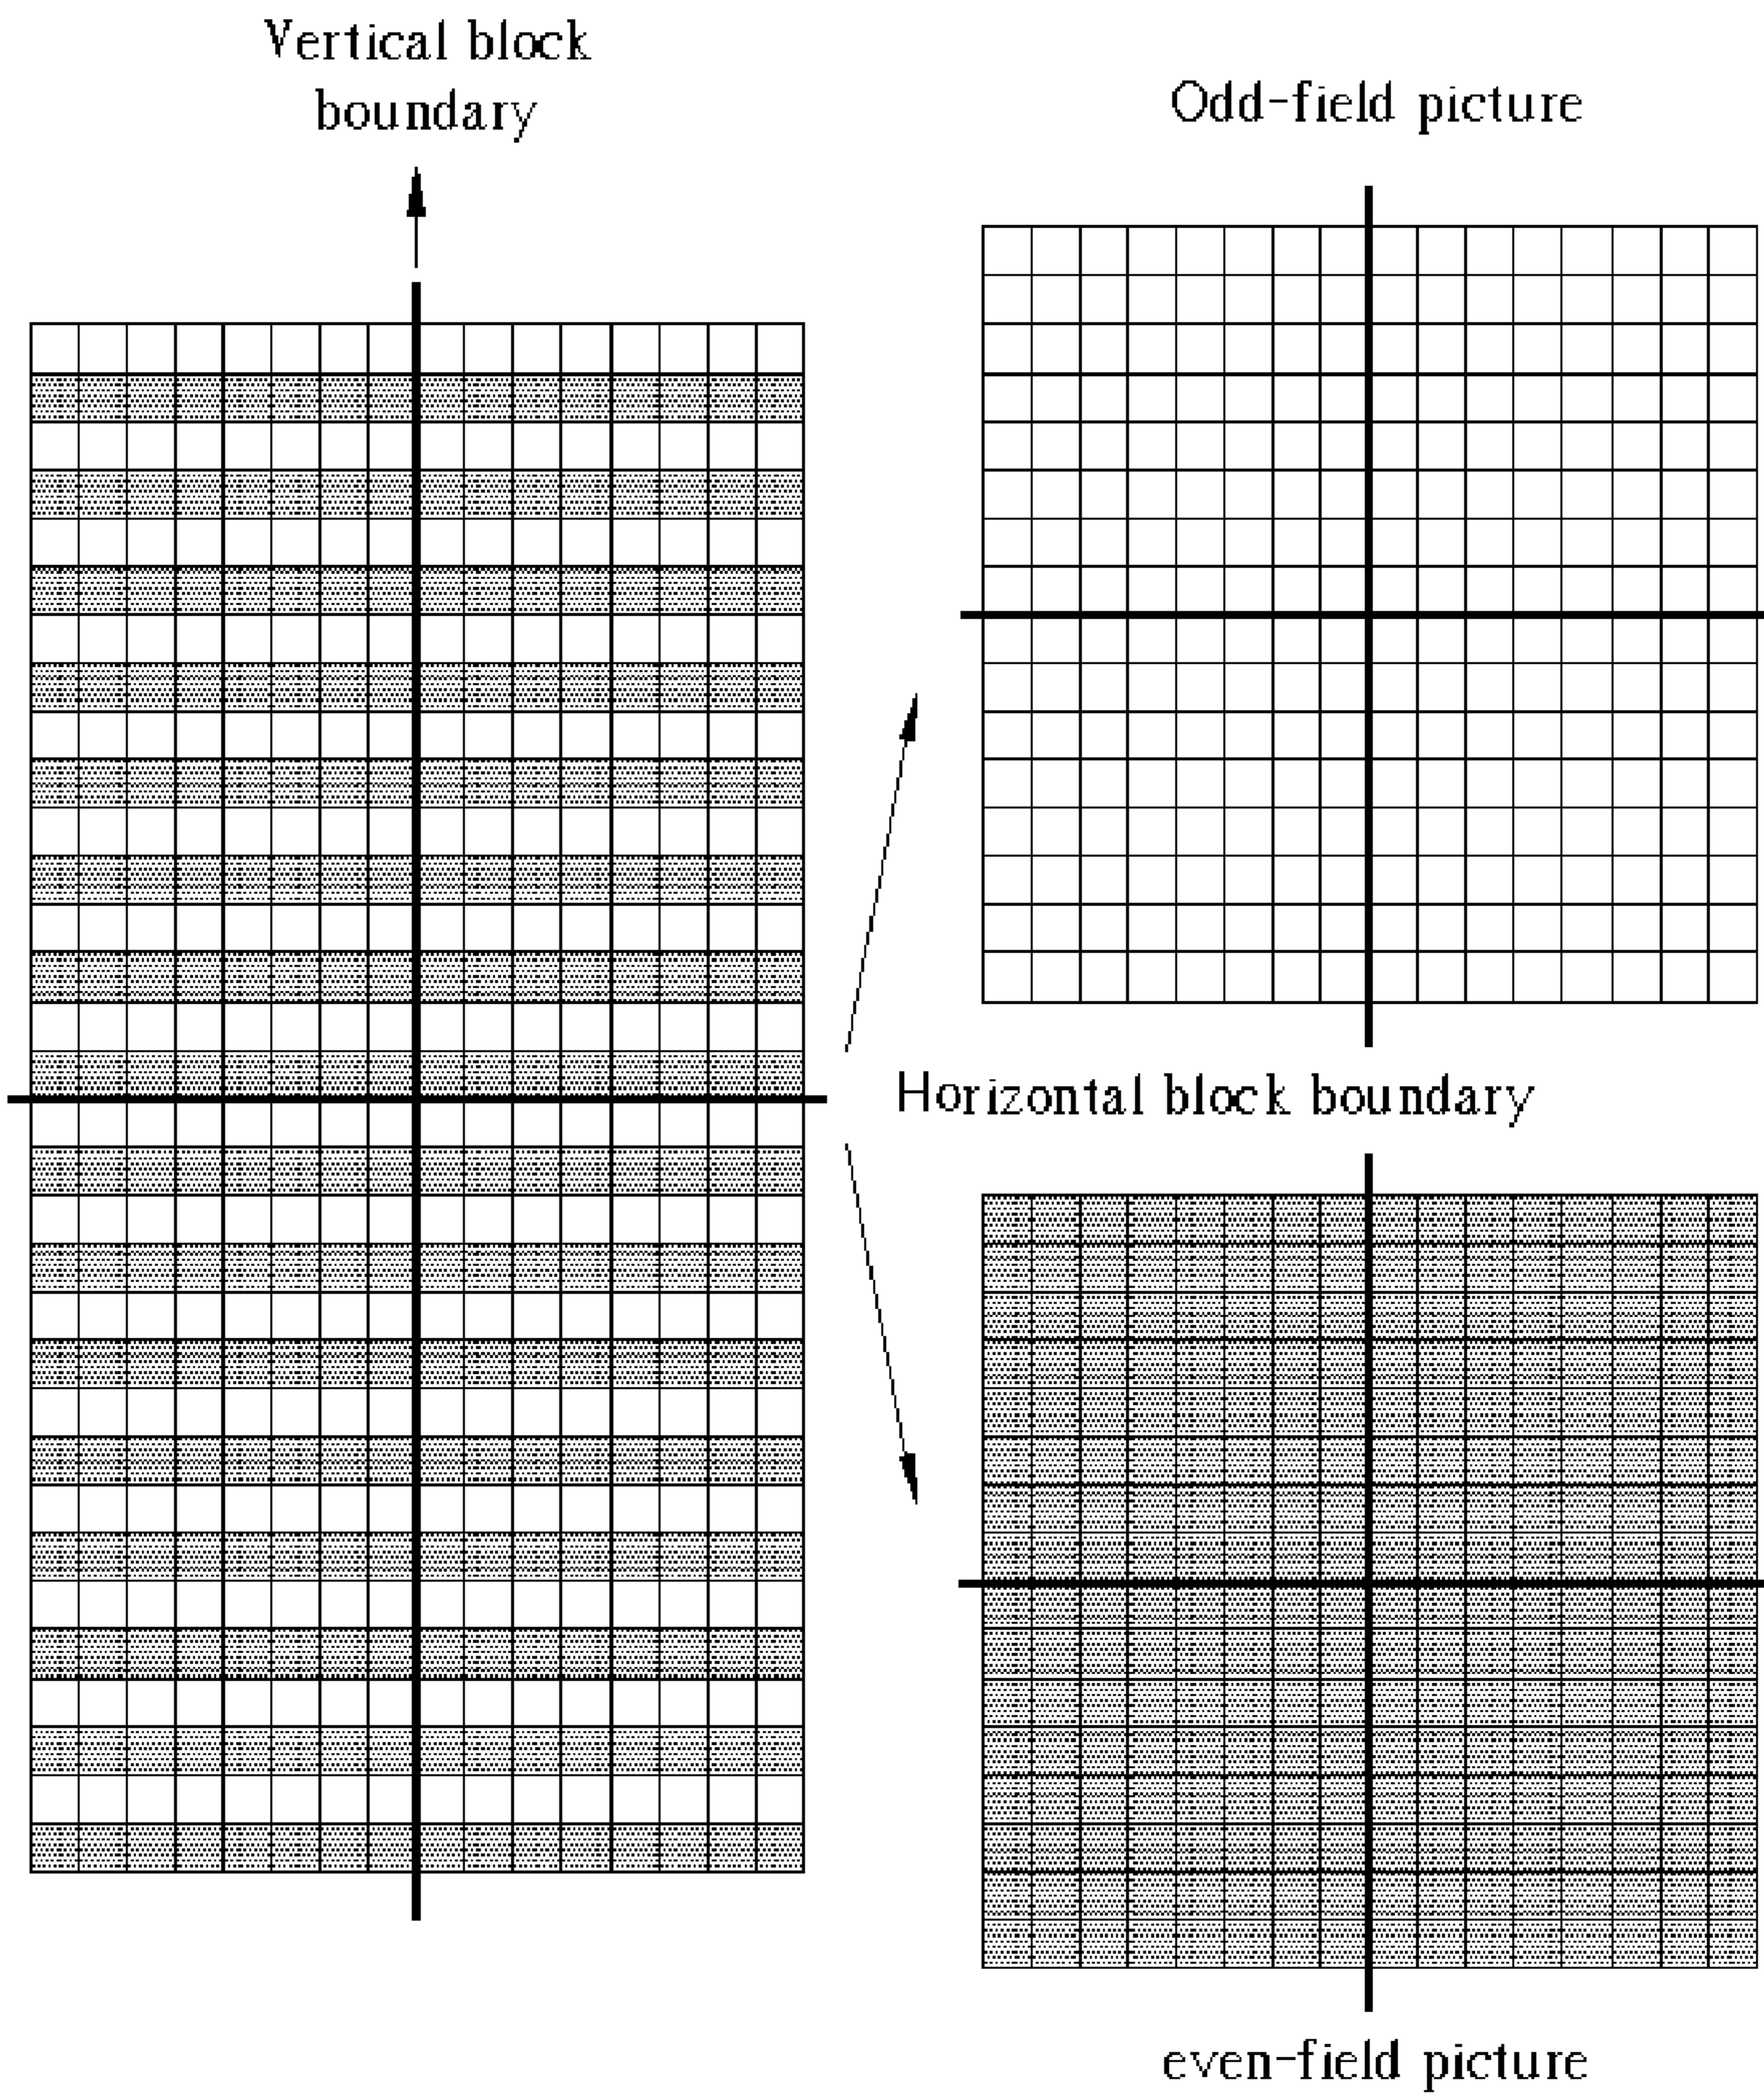 Vertical block
boundary
Odd-field picture
Horizontal block boundary
even-field picture